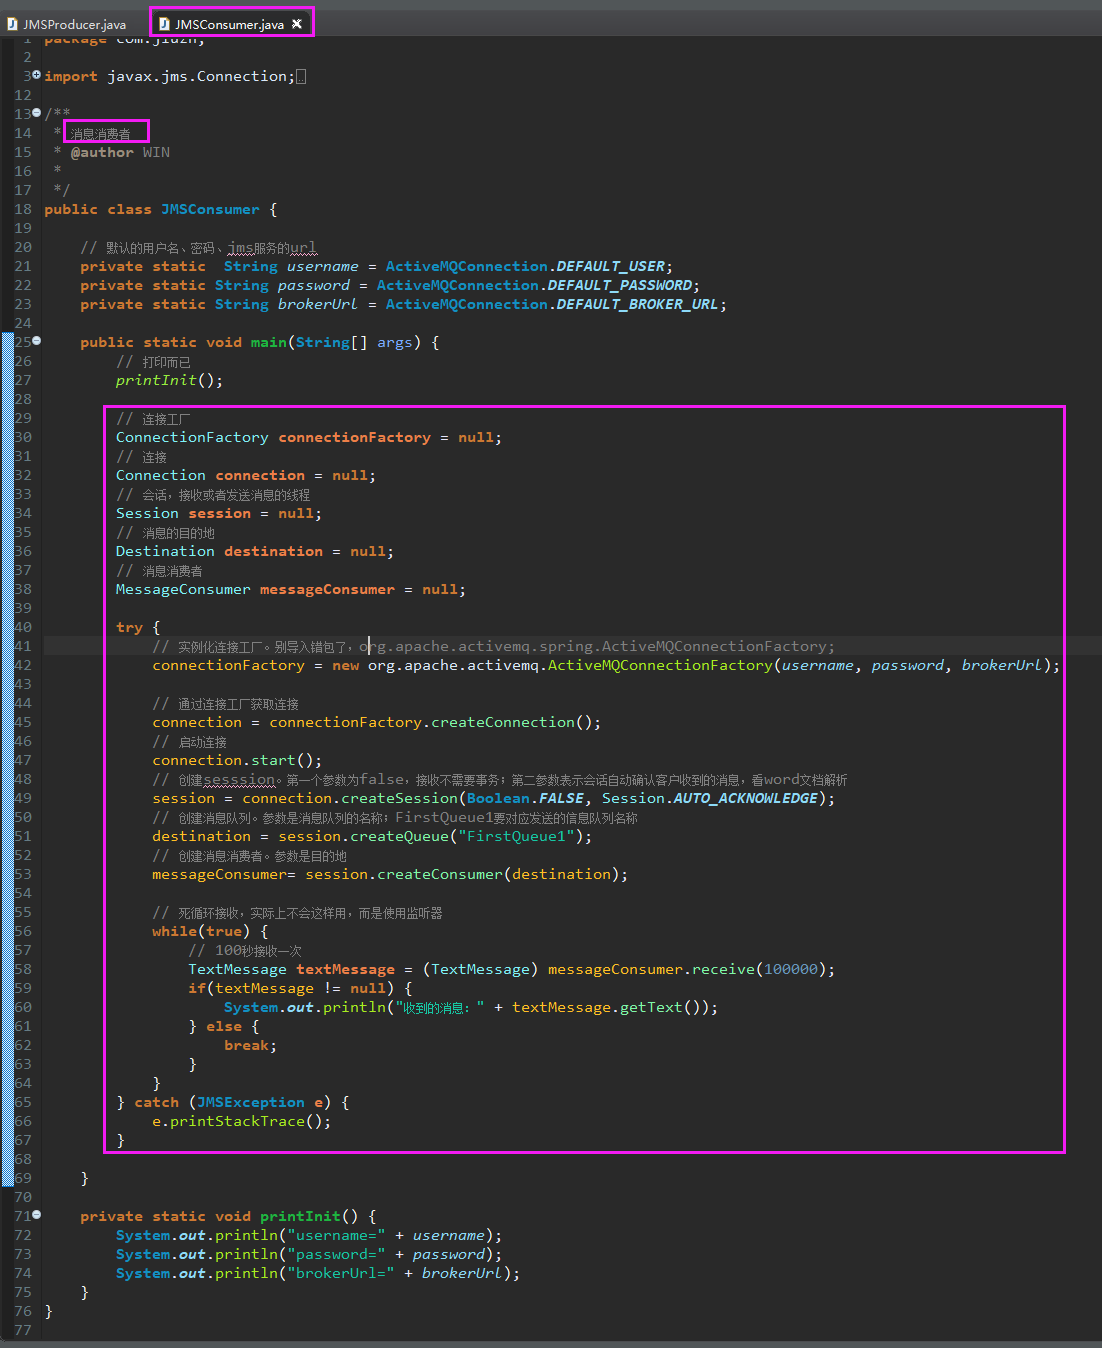 JMSProducer.java
JMSConsumer.java
1
2
3 import javax.jms.Connection;
12
13 /**
14 * 消息消费者
15 * @author WIN
16 *
17 */
18 public class JMSConsumer {
19
20 // 默认的用户名、密码、jms服务的url
21 private static  String username = ActiveMQConnection.DEFAULT_USER;
22 private static String password = ActiveMQConnection.DEFAULT_PASSWORD;
23 private static String brokerUrl = ActiveMQConnection.DEFAULT_BROKER_URL;
24
25 public static void main(String[] args) {
26 // 打印而已
27 printInit();
28
29 // 连接工厂
30 ConnectionFactory connectionFactory = null;
31 // 连接
32 Connection connection = null;
33 // 会话，接收或者发送消息的线程
34 Session session = null;
35 // 消息的目的地
36 Destination destination = null;
37 // 消息消费者
38 MessageConsumer messageConsumer = null;
39
40 try {
41 // 实例化连接工厂。别导入错包了，org.apache.activemq.spring.ActiveMQConnectionFactory;
42 connectionFactory = new org.apache.activemq.ActiveMQConnectionFactory(username, password, brokerUrl);
43
44 // 通过连接工厂获取连接
45 connection = connectionFactory.createConnection();
46 // 启动连接
47 connection.start();
48 // 创建sesssion。第一个参数为false，接收不需要事务；第二参数表示会话自动确认客户收到的消息，看word文档解析
49 session = connection.createSession(Boolean.FALSE, Session.AUTO_ACKNOWLEDGE);
50 // 创建消息队列。参数是消息队列的名称；FirstQueue1要对应发送的信息队列名称
51 destination = session.createQueue("FirstQueue1");
52 // 创建消息消费者。参数是目的地
53 messageConsumer= session.createConsumer(destination);
54
55 // 死循环接收，实际上不会这样用，而是使用监听器
56 while(true) {
57 // 100秒接收一次
58 TextMessage textMessage = (TextMessage) messageConsumer.receive(100000);
59 if(textMessage != null) {
60 System.out.println("收到的消息：" + textMessage.getText());
61 } else {
62 break;
63 }
64 }
65 } catch (JMSException e) {
66 e.printStackTrace();
67 }
68
69 }
70
71 private static void printInit() {
72 System.out.println("username=" + username);
73 System.out.println("password=" + password);
74 System.out.println("brokerUrl=" + brokerUrl);
75 }
76 }
77